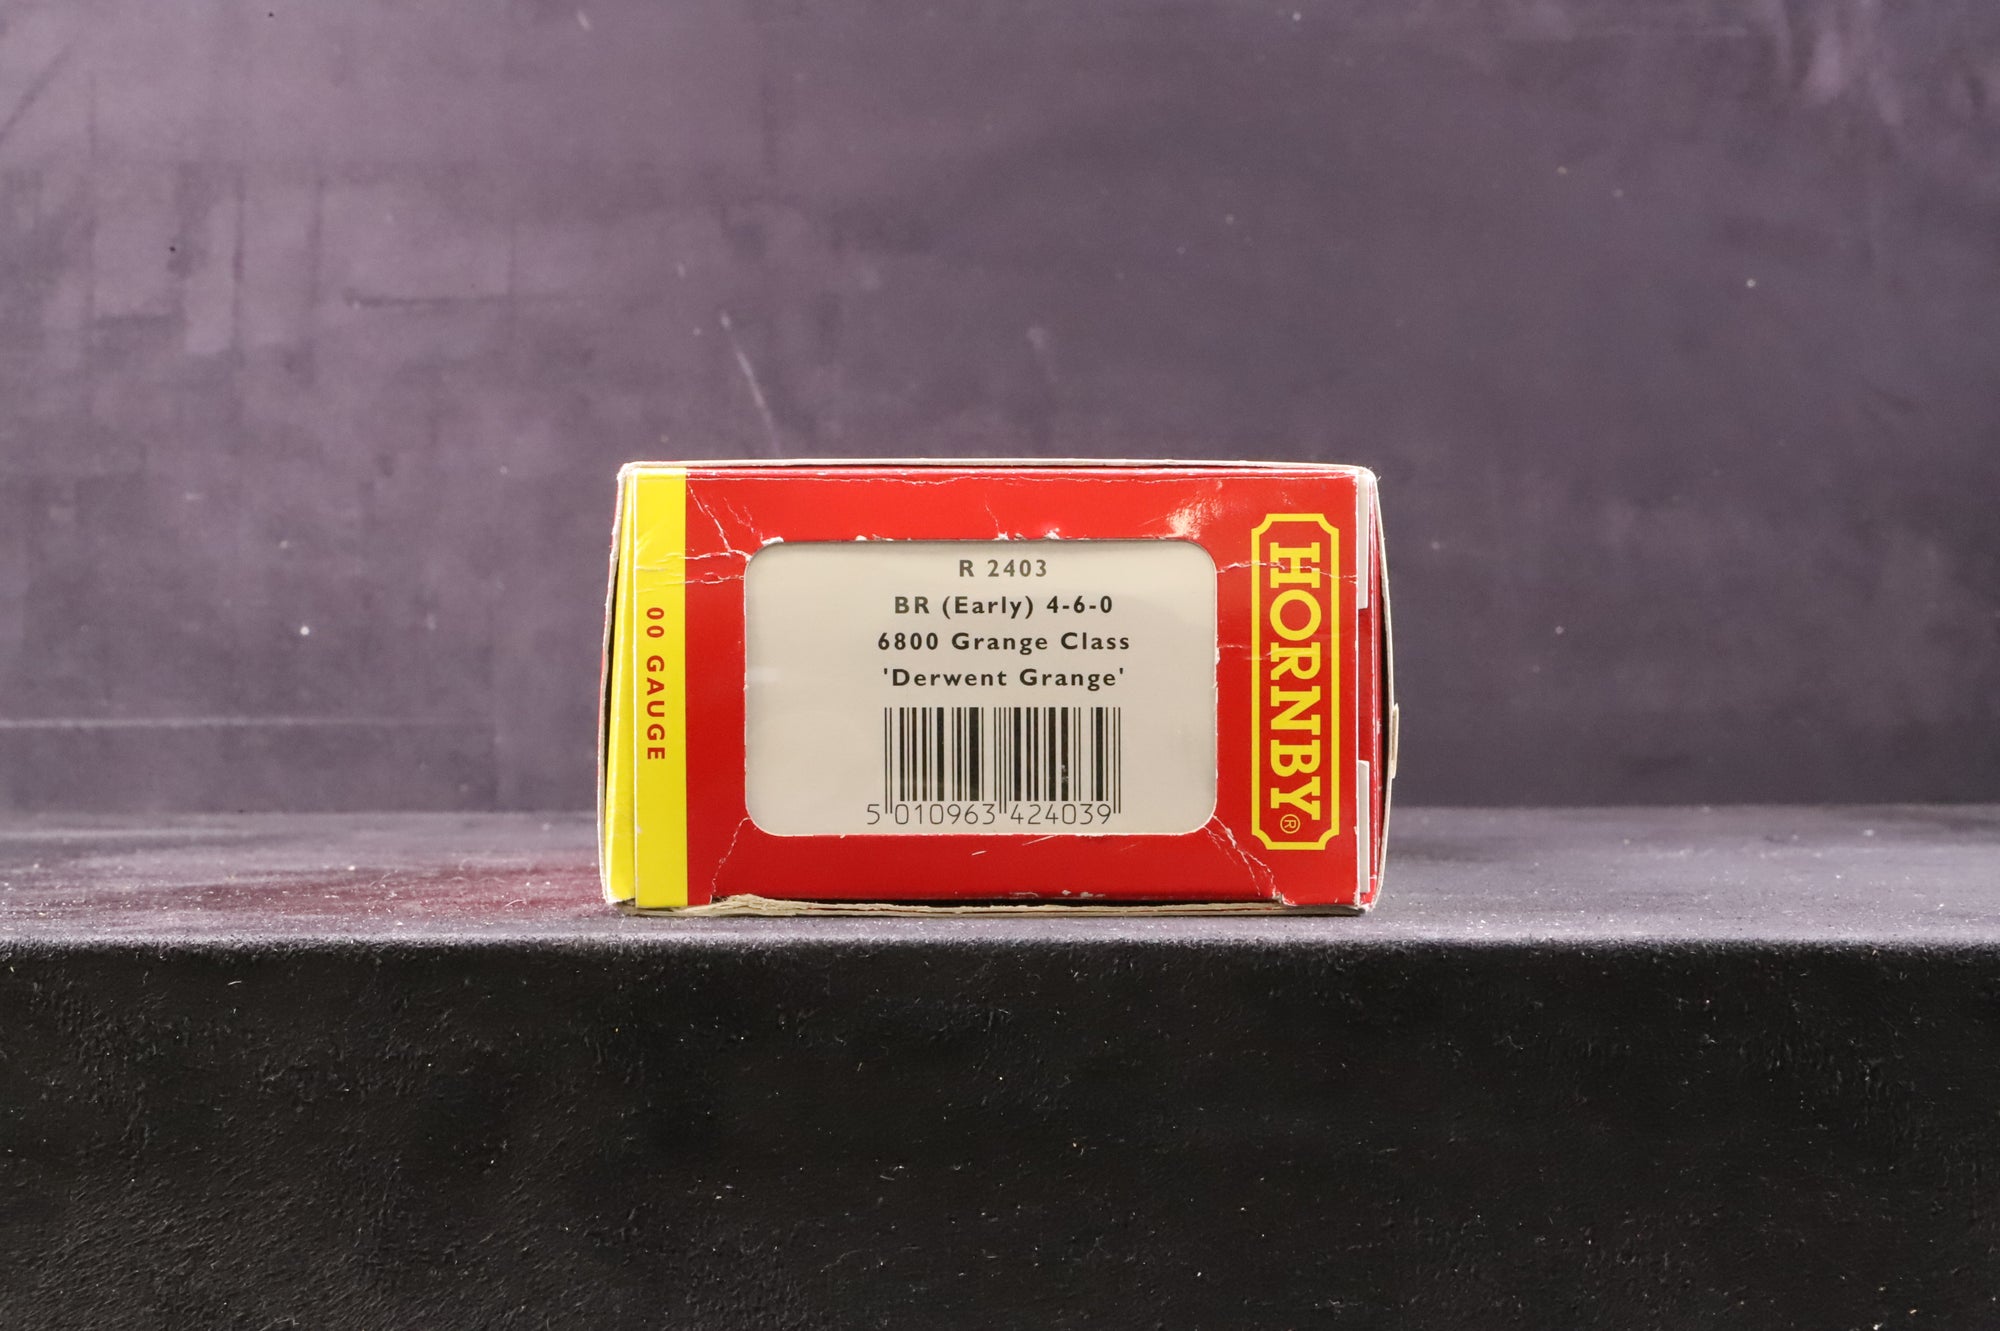 00 GAUGE
R 2403
BR (Early) 4-6-0
6800 Grange Class
'Derwent Grange'
5 010963 424039
HORNBY®